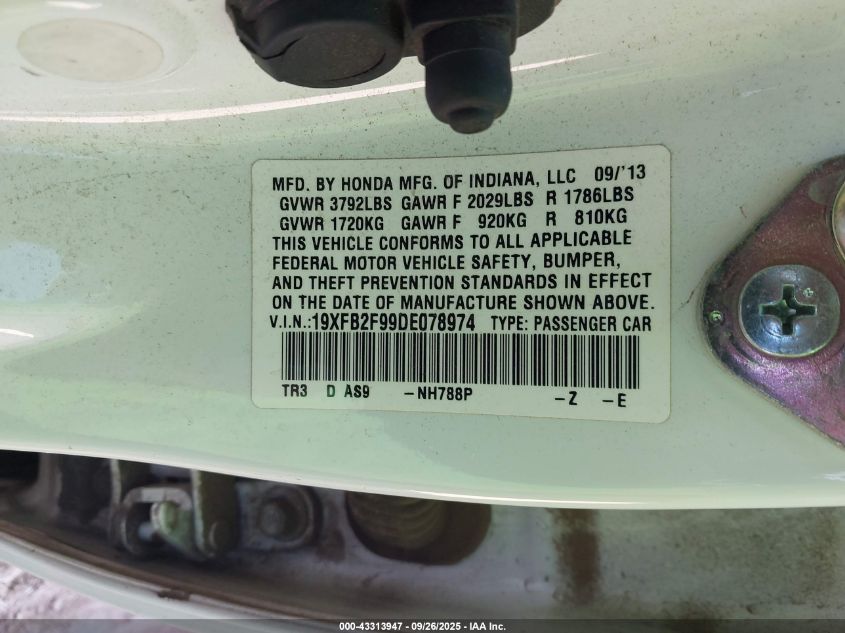 MFD. BY HONDA MFG. OF INDIANA, LLC 09/'13
GVWR 3792LBS GAWR F 2029LBS R 1786LBS
GVWR 1720KG GAWR F 920KG R 810KG
THIS VEHICLE CONFORMS TO ALL APPLICABLE
FEDERAL MOTOR VEHICLE SAFETY, BUMPER,
AND THEFT PREVENTION STANDARDS IN EFFECT
ON THE DATE OF MANUFACTURE SHOWN ABOVE.
V.I.N.:19XFB2F99DE078974 TYPE: PASSENGER CAR
TR3 D AS9 -NH788P -Z -E
000-43313947 - 09/26/2025 - IAA Inc.